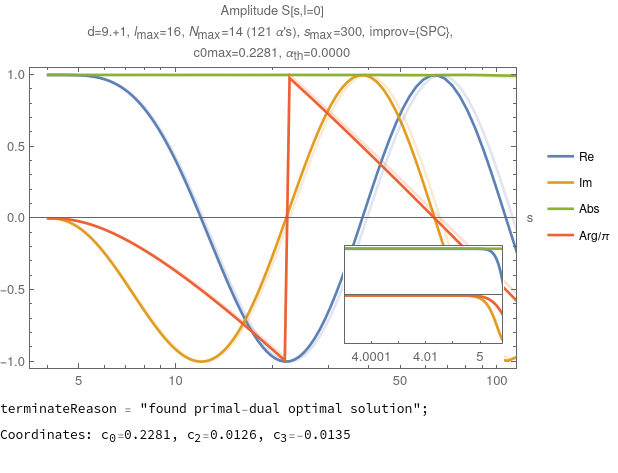 Amplitude S[s,l=0]
d=9.+1, lmax=16, Nmax=14 (121 α's), smax=300, improv={SPC},
c0max=0.2281, αth=0.0000
1.0
0.5
0.0
−0.5
−1.0
s
Re
Im
Abs
Arg/π
4.0001 4.01 5
5 10 50 100
terminateReason = "found primal-dual optimal solution";
Coordinates: c0=0.2281, c2=0.0126, c3=-0.0135